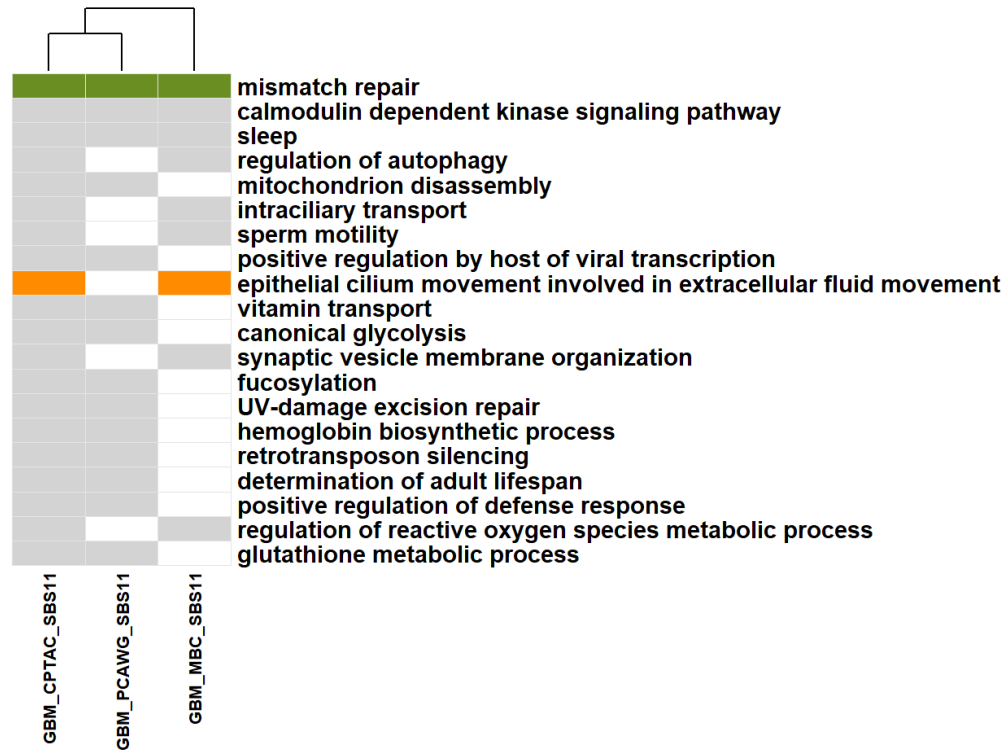 mismatch repair
calmodulin dependent kinase signaling pathway
sleep
regulation of autophagy
mitochondrion disassembly
intraciliary transport
sperm motility
positive regulation by host of viral transcription
epithelial cilium movement involved in extracellular fluid movement
vitamin transport
canonical glycolysis
synaptic vesicle membrane organization
fucosylation
UV-damage excision repair
hemoglobin biosynthetic process
retrotransposon silencing
determination of adult lifespan
positive regulation of defense response
regulation of reactive oxygen species metabolic process
glutathione metabolic process
GBM_CPTAC_SBS11
GBM_PCAWG_SBS11
GBM_MBC_SBS11